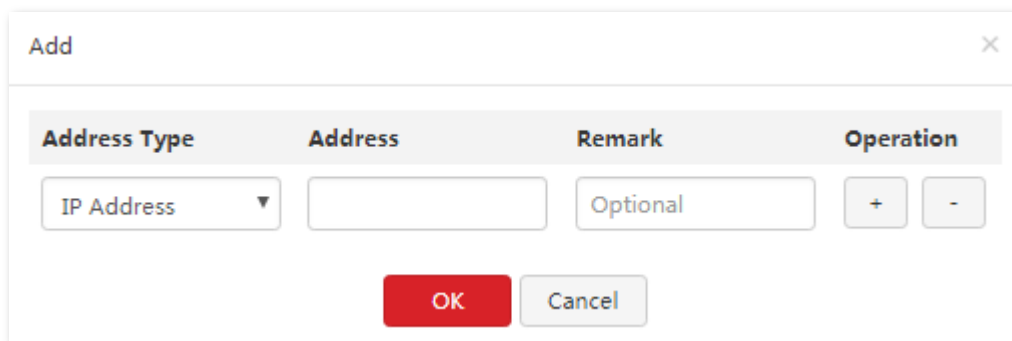 Add ×
Address Type Address Remark Operation
IP Address ▼ Optional + -
OK Cancel